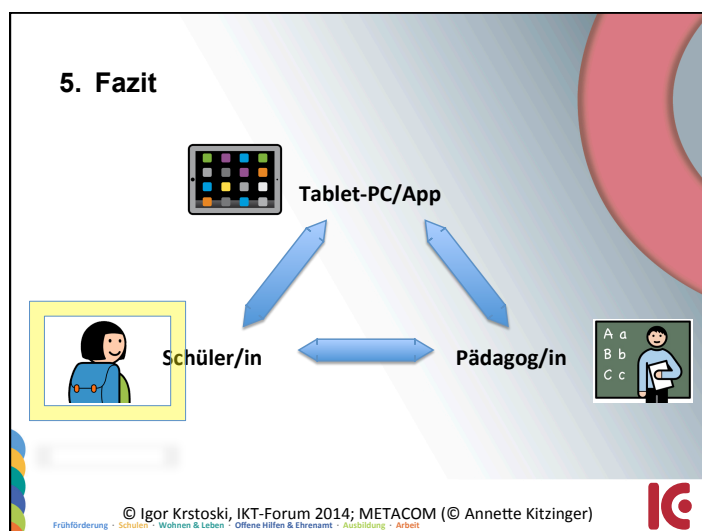 5. Fazit
Tablet-PC/App
Schüler/in
Pädagog/in
A a
B b
C c
© Igor Krstoski, IKT-Forum 2014; METACOM (© Annette Kitzinger)
Frühförderung · Schulen · Wohnen & Leben · Offene Hilfen & Ehrenamt · Ausbildung · Arbeit